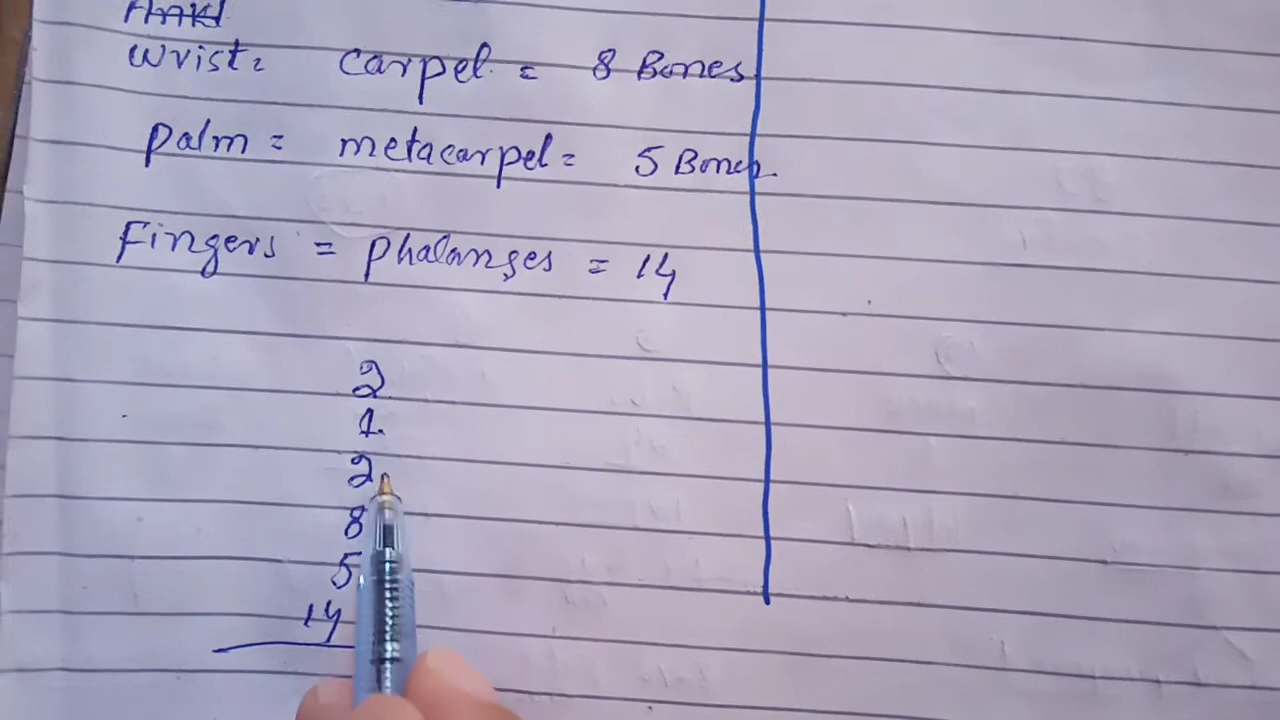 wrist = carpel = 8 Bones
palm = metacarpel = 5 Bones
Fingers = phalanges = 14
2
1
2
8
5
14